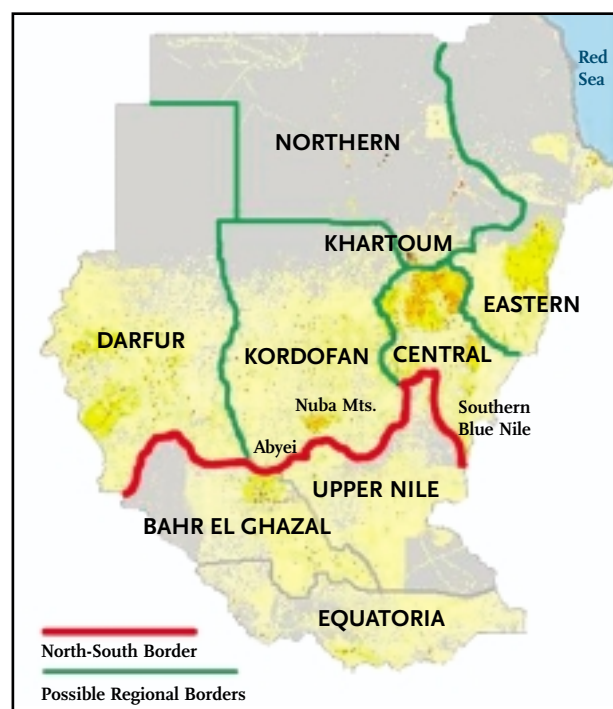 Red
Sea
NORTHERN
KHARTOUM
EASTERN
DARFUR
KORDOFAN
CENTRAL
Nuba Mts.
Southern
Blue Nile
Abyei
UPPER NILE
BAHR EL GHAZAL
EQUATORIA
North-South Border
Possible Regional Borders